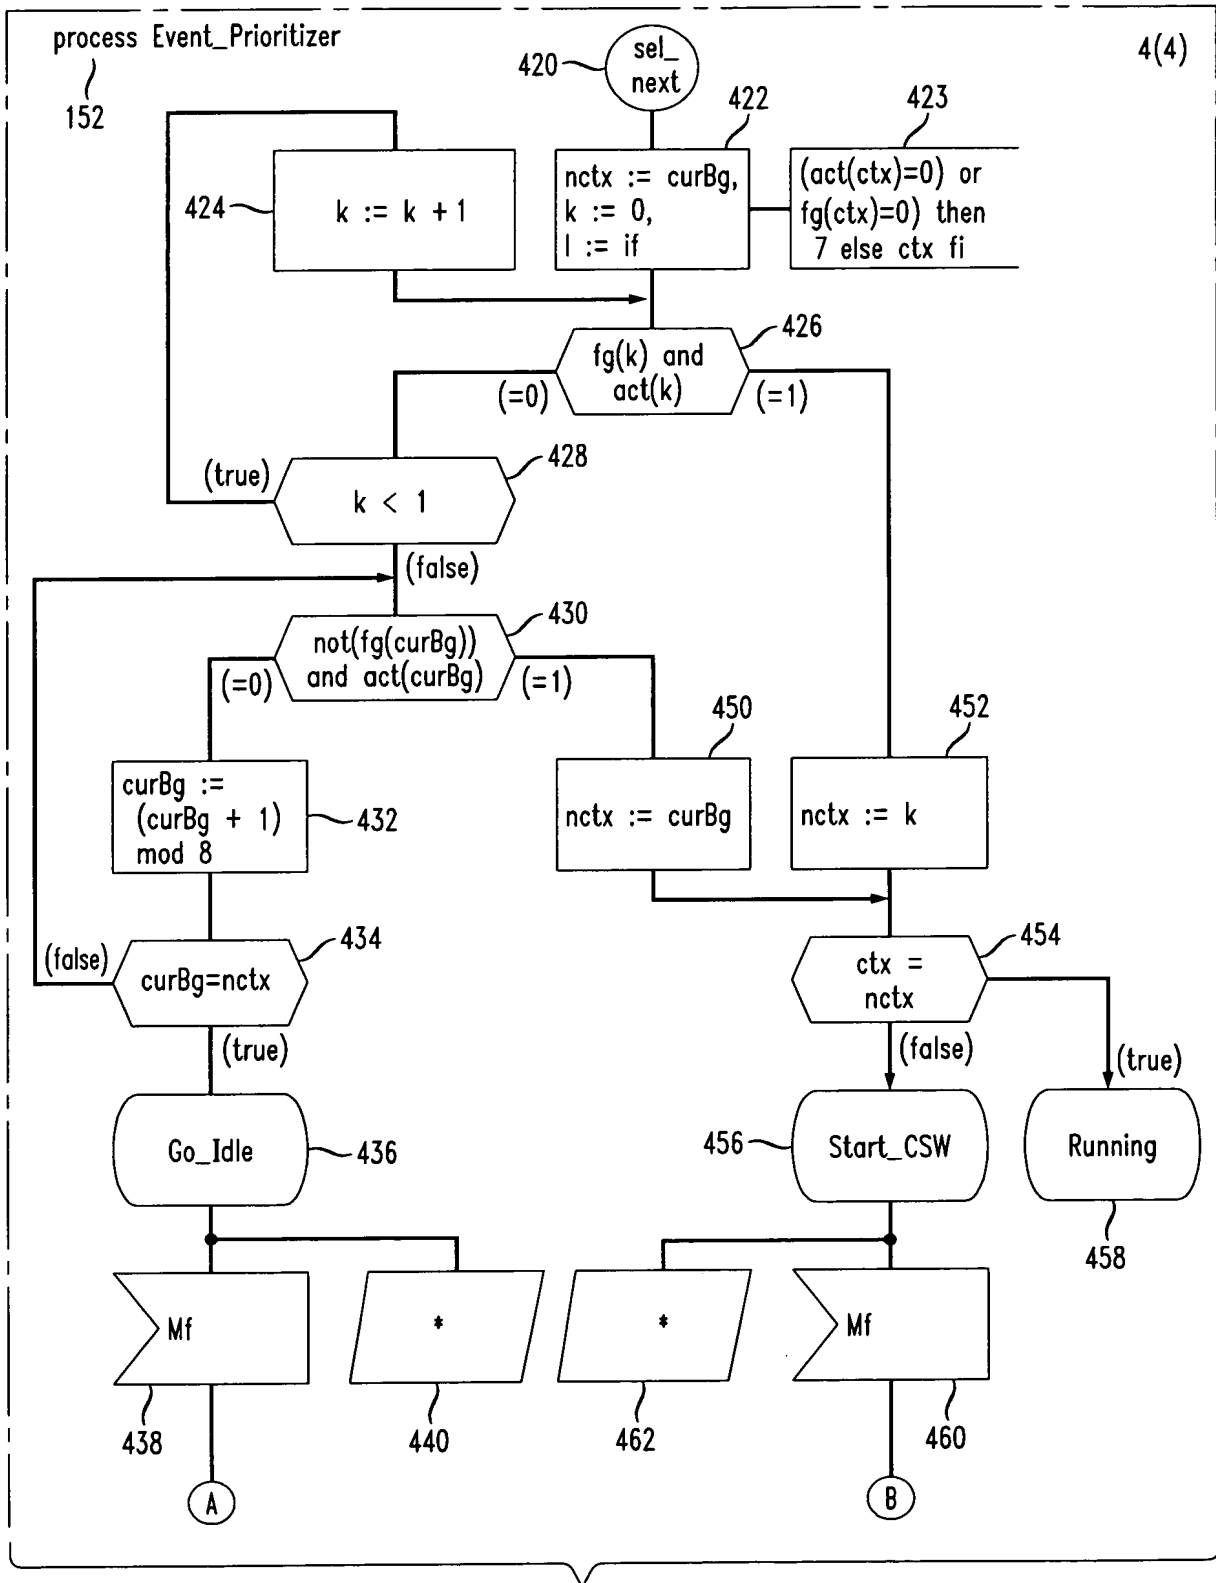 process Event_Prioritizer
152
4(4)
420
sel_
next
422
423
424
k := k + 1
nctx := curBg,
k := 0,
l := if
(act(ctx)=0) or
fg(ctx)=0) then
7 else ctx fi
426
fg(k) and
act(k)
(=0)
(=1)
428
(true)
k < 1
(false)
430
not(fg(curBg))
and act(curBg)
(=0)
(=1)
450
452
curBg :=
(curBg + 1)
mod 8
432
nctx := curBg
nctx := k
434
(false)
curBg=nctx
454
ctx =
nctx
(true)
(false)
(true)
Go_Idle
436
456
Start_CSW
Running
458
Mf
*
*
Mf
438
440
462
460
A
B